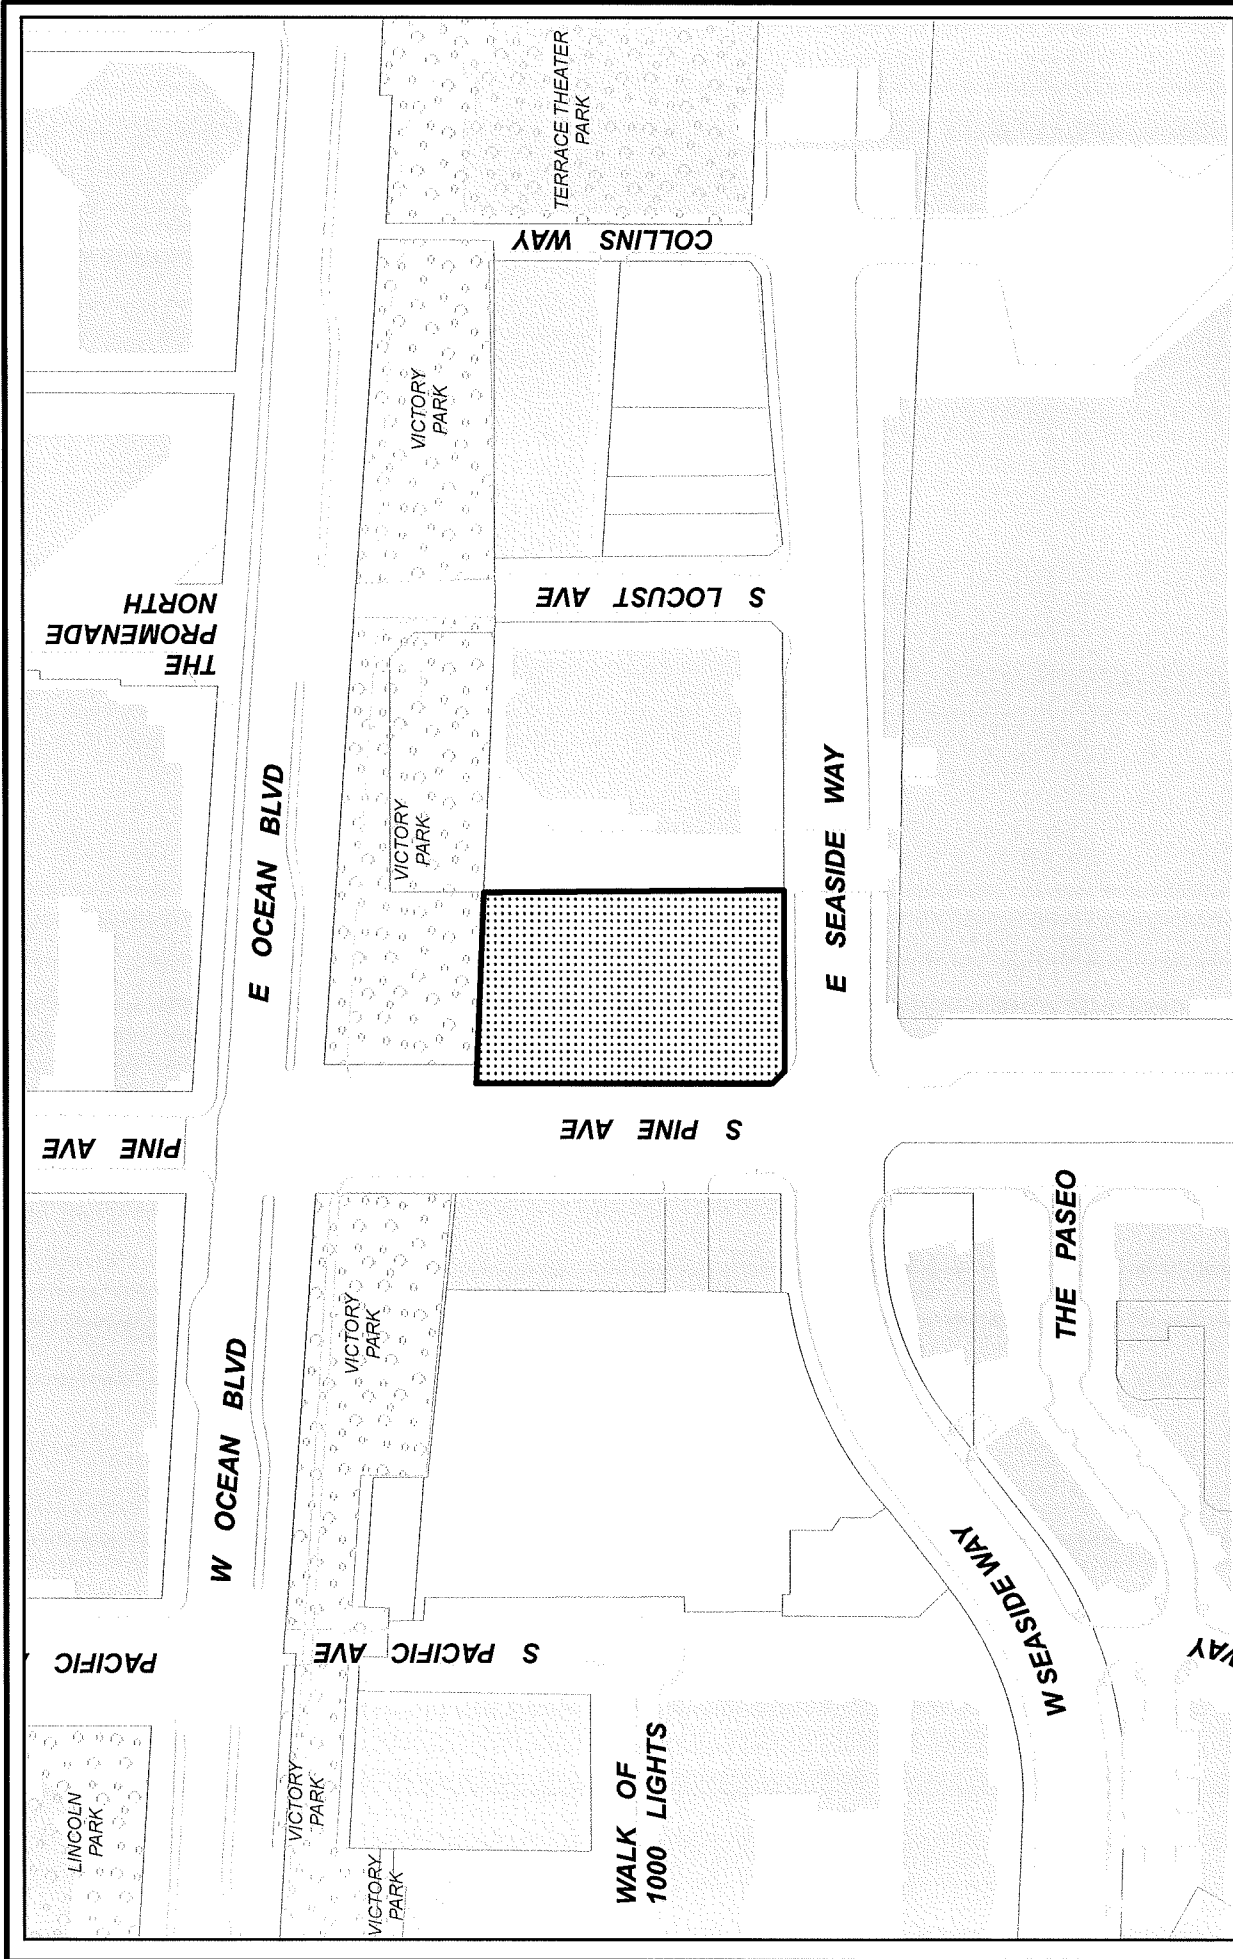 LINCOLN
PARK
PACIFIC
W OCEAN BLVD
PINE AVE
E OCEAN BLVD
THE
PROMENADE
NORTH
VICTORY
PARK
VICTORY
PARK
VICTORY
PARK
VICTORY
PARK
VICTORY
PARK
TERRACE THEATER
PARK
S PACIFIC AVE
S PINE AVE
S LOCUST AVE
COLLINS WAY
WALK OF
1000 LIGHTS
W SEASIDE WAY
E SEASIDE WAY
THE PASEO
WAY